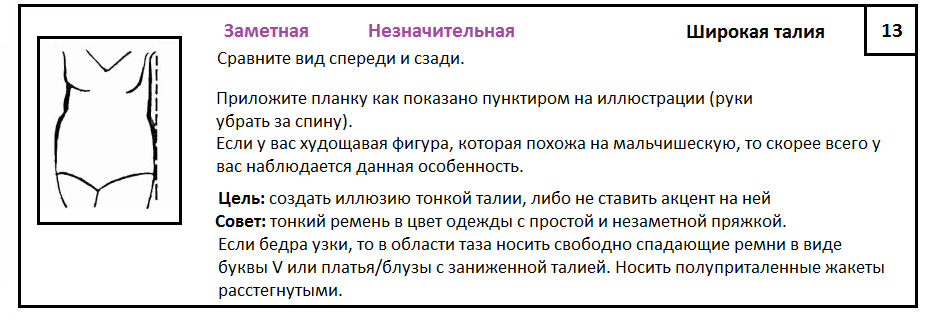 Заметная Незначительная Широкая талия 13
Сравните вид спереди и сзади.
Приложите планку как показано пунктиром на иллюстрации (руки
убрать за спину).
Если у вас худощавая фигура, которая похожа на мальчишескую, то скорее всего у
вас наблюдается данная особенность.
Цель: создать иллюзию тонкой талии, либо не ставить акцент на ней
Совет: тонкий ремень в цвет одежды с простой и незаметной пряжкой.
Если бедра узки, то в области таза носить свободно спадающие ремни в виде
буквы V или платья/блузы с заниженной талией. Носить полуприталенные жакеты
расстегнутыми.